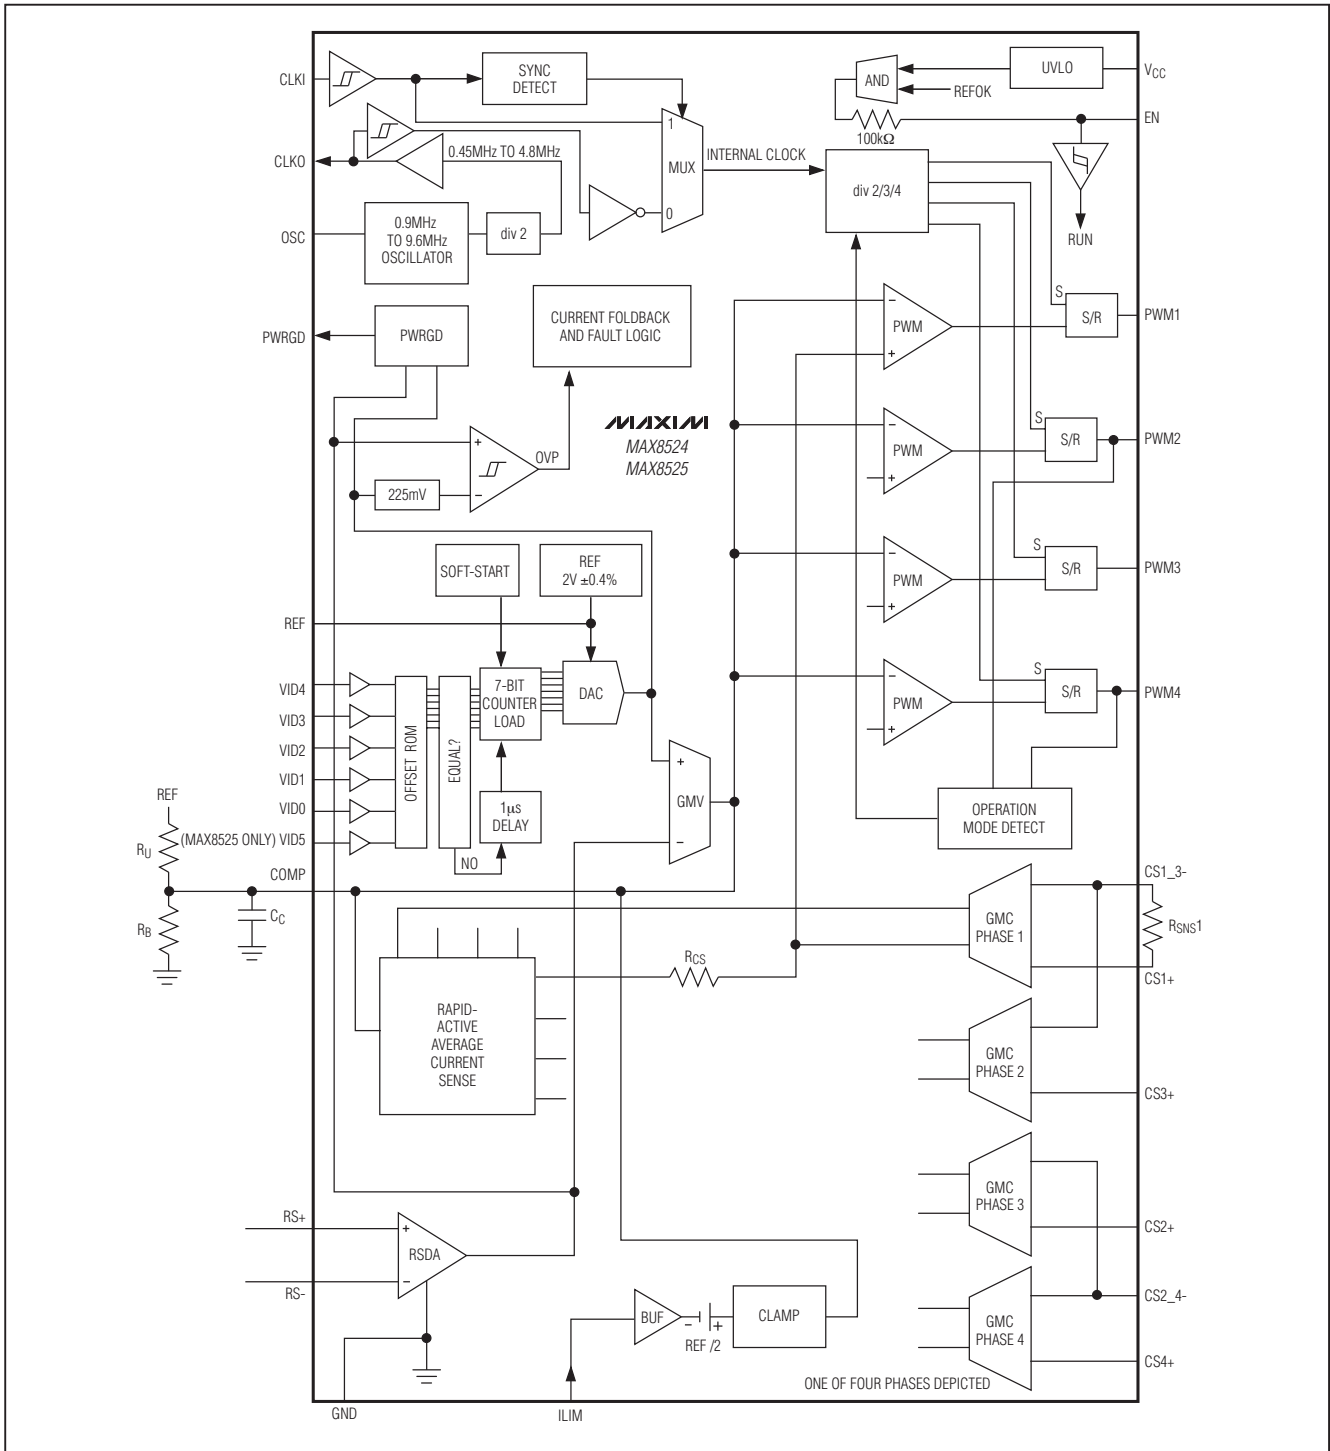 CLKI
SYNC
DETECT
UVLO
VCC
AND
REFOK
EN
100kΩ
1
MUX
0
INTERNAL CLOCK
CLKO
0.45MHz TO 4.8MHz
div 2/3/4
RUN
OSC
0.9MHz
TO 9.6MHz
OSCILLATOR
div 2
PWRGD
PWRGD
CURRENT FOLDBACK
AND FAULT LOGIC
−
PWM
+
S
S/R
PWM1
MAXIM
MAX8524
MAX8525
+
OVP
225mV
−
−
PWM
+
S
S/R
PWM2
SOFT-START
REF
2V ±0.4%
−
PWM
+
S
S/R
PWM3
REF
VID4
VID3
VID2
VID1
VID0
(MAX8525 ONLY) VID5
OFFSET ROM
EQUAL?
7-BIT
COUNTER
LOAD
DAC
1µs
DELAY
NO
+
GMV
−
−
PWM
+
S
S/R
PWM4
OPERATION
MODE DETECT
REF
RU
RB
COMP
CC
GMC
PHASE 1
CS1_3-
RSNS1
CS1+
RCS
RAPID-
ACTIVE
AVERAGE
CURRENT
SENSE
GMC
PHASE 2
CS3+
GMC
PHASE 3
CS2+
RS+
+
RSDA
−
RS-
BUF
−
+
REF /2
CLAMP
GMC
PHASE 4
CS2_4-
CS4+
ONE OF FOUR PHASES DEPICTED
GND
ILIM